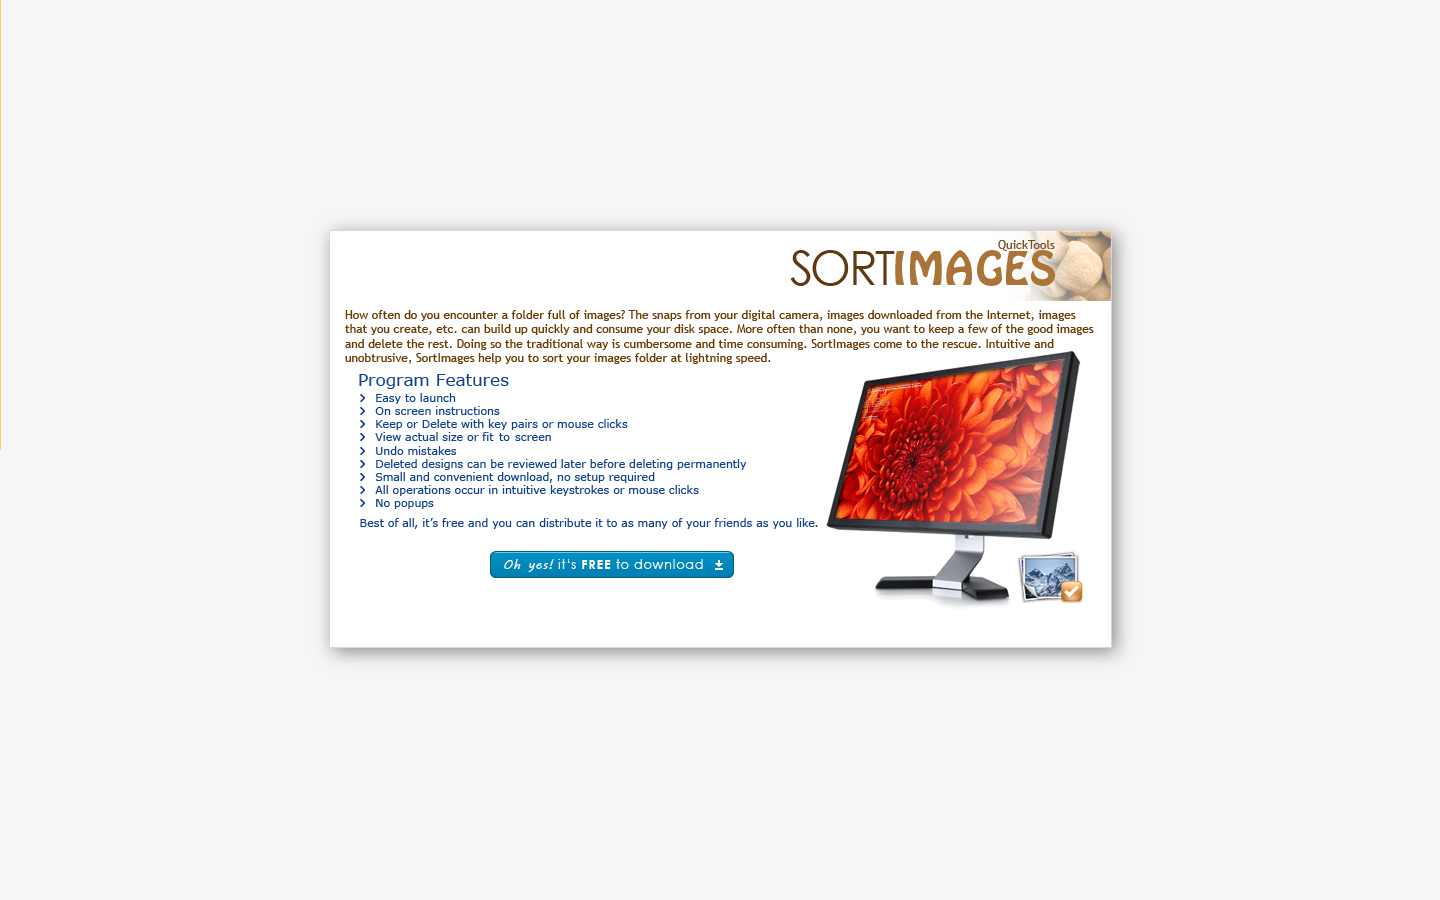 QuickTools
SORTIMAGES
How often do you encounter a folder full of images? The snaps from your digital camera, images downloaded from the Internet, images
that you create, etc. can build up quickly and consume your disk space. More often than none, you want to keep a few of the good images
and delete the rest. Doing so the traditional way is cumbersome and time consuming. SortImages come to the rescue. Intuitive and
unobtrusive, SortImages help you to sort your images folder at lightning speed.
Program Features
Easy to launch
On screen instructions
Keep or Delete with key pairs or mouse clicks
View actual size or fit to screen
Undo mistakes
Deleted designs can be reviewed later before deleting permanently
Small and convenient download, no setup required
All operations occur in intuitive keystrokes or mouse clicks
No popups
Best of all, it's free and you can distribute it to as many of your friends as you like.
Oh yes! it's FREE to download